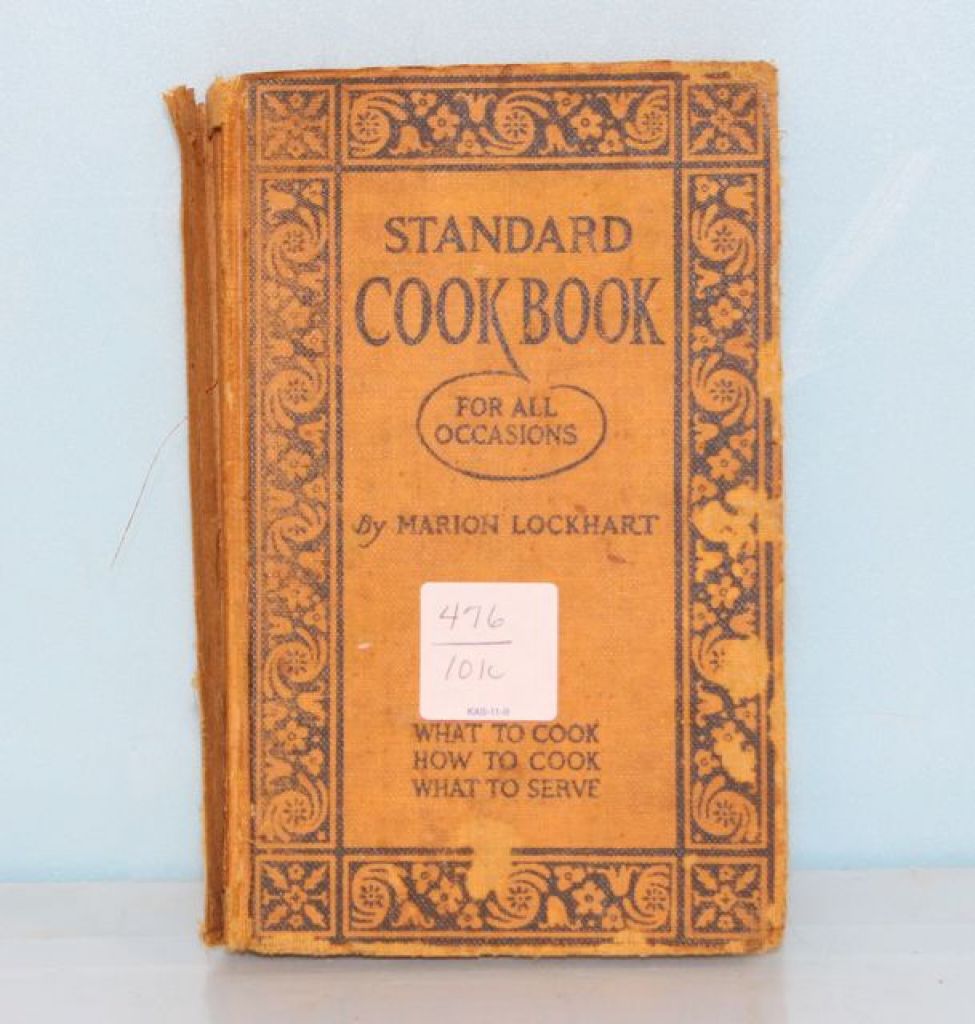 STANDARD
COOK BOOK
FOR ALL
OCCASIONS
By MARION LOCKHART
476
WHAT TO COOK
HOW TO COOK
WHAT TO SERVE